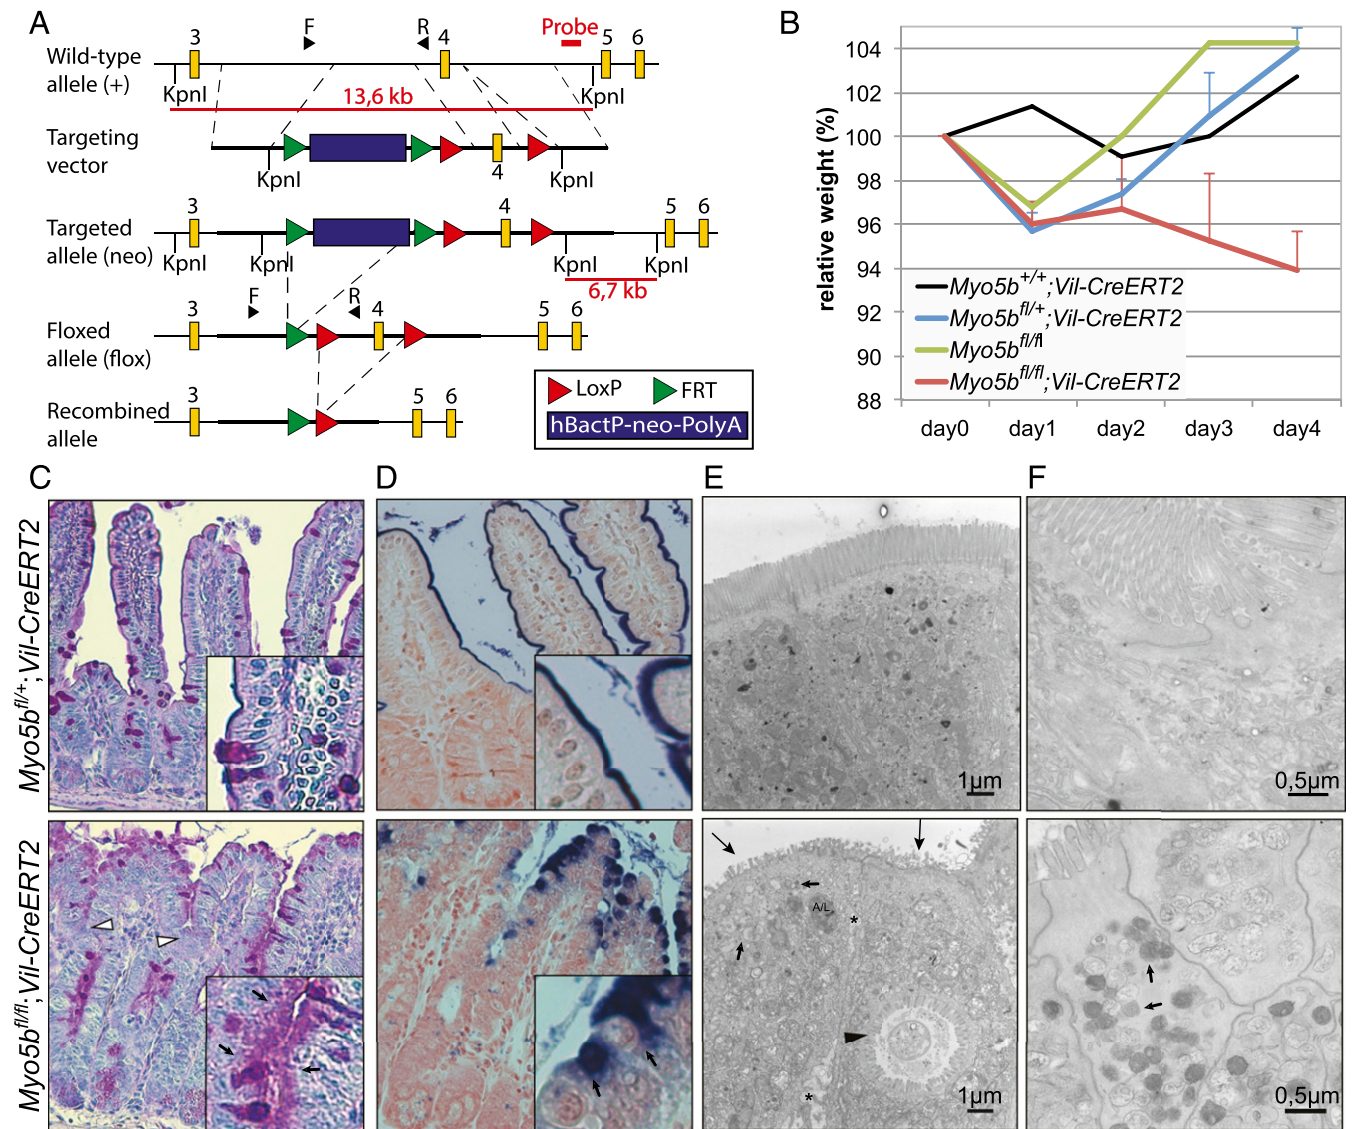 A
3
F
R
4
Probe
5 6
Wild-type
allele (+)
KpnI
13,6 kb
KpnI
Targeting
vector
KpnI
4
KpnI
Targeted
allele (neo)
3
4
5 6
KpnI
KpnI
KpnI
KpnI
6,7 kb
F
R
Floxed
allele (flox)
3
4
5 6
Recombined
allele
3
5 6
LoxP
FRT
hBactP-neo-PolyA
B
relative weight (%)
104
102
100
98
96
94
92
90
88
Myo5b+/+;Vil-CreERT2
Myo5bfl/+;Vil-CreERT2
Myo5bfl/fl
Myo5bfl/fl;Vil-CreERT2
day0 day1 day2 day3 day4
C
D
E
F
Myo5bfl/+;Vil-CreERT2
1µm
0,5µm
Myo5bfl/fl;Vil-CreERT2
A/L
*
*
1µm
0,5µm